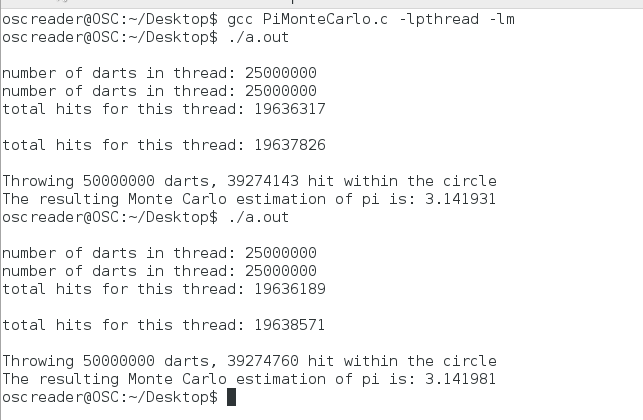 oscreader@OSC:~/Desktop$ gcc PiMonteCarlo.c -lpthread -lm
oscreader@OSC:~/Desktop$ ./a.out
number of darts in thread: 25000000
number of darts in thread: 25000000
total hits for this thread: 19636317
total hits for this thread: 19637826
Throwing 50000000 darts, 39274143 hit within the circle
The resulting Monte Carlo estimation of pi is: 3.141931
oscreader@OSC:~/Desktop$ ./a.out
number of darts in thread: 25000000
number of darts in thread: 25000000
total hits for this thread: 19636189
total hits for this thread: 19638571
Throwing 50000000 darts, 39274760 hit within the circle
The resulting Monte Carlo estimation of pi is: 3.141981
oscreader@OSC:~/Desktop$